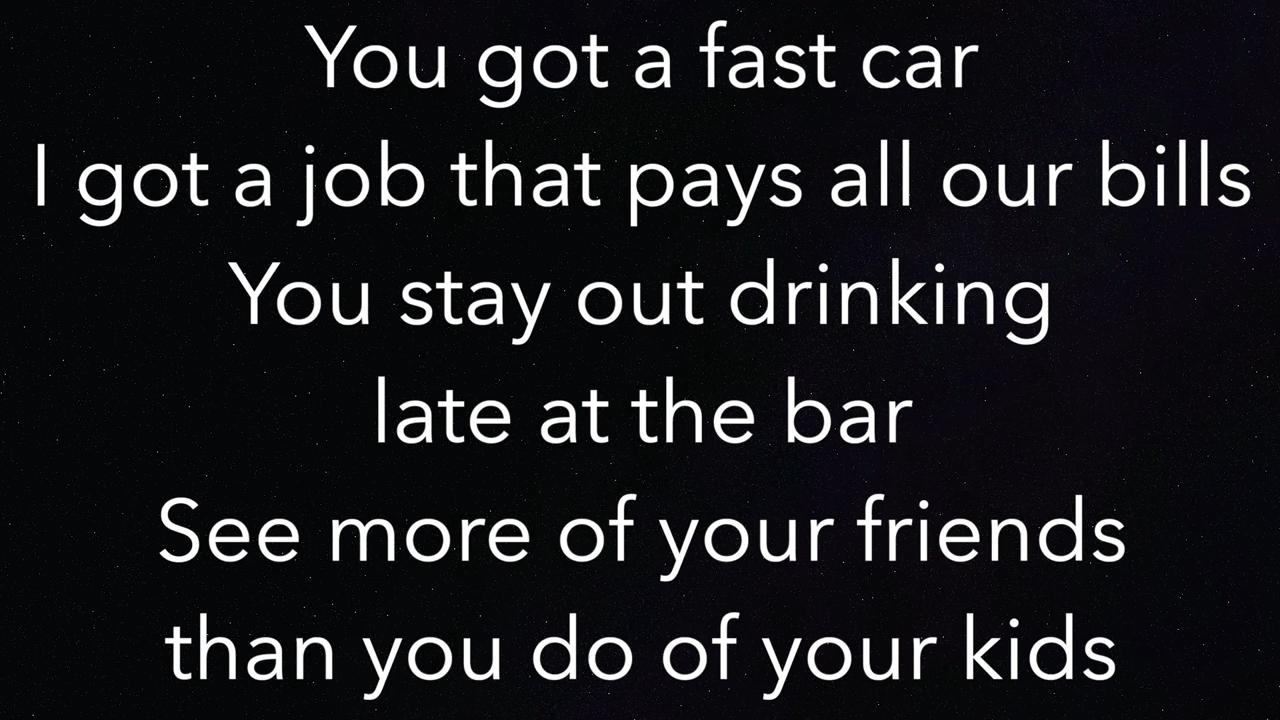 You got a fast car
I got a job that pays all our bills
You stay out drinking
late at the bar
See more of your friends
than you do of your kids